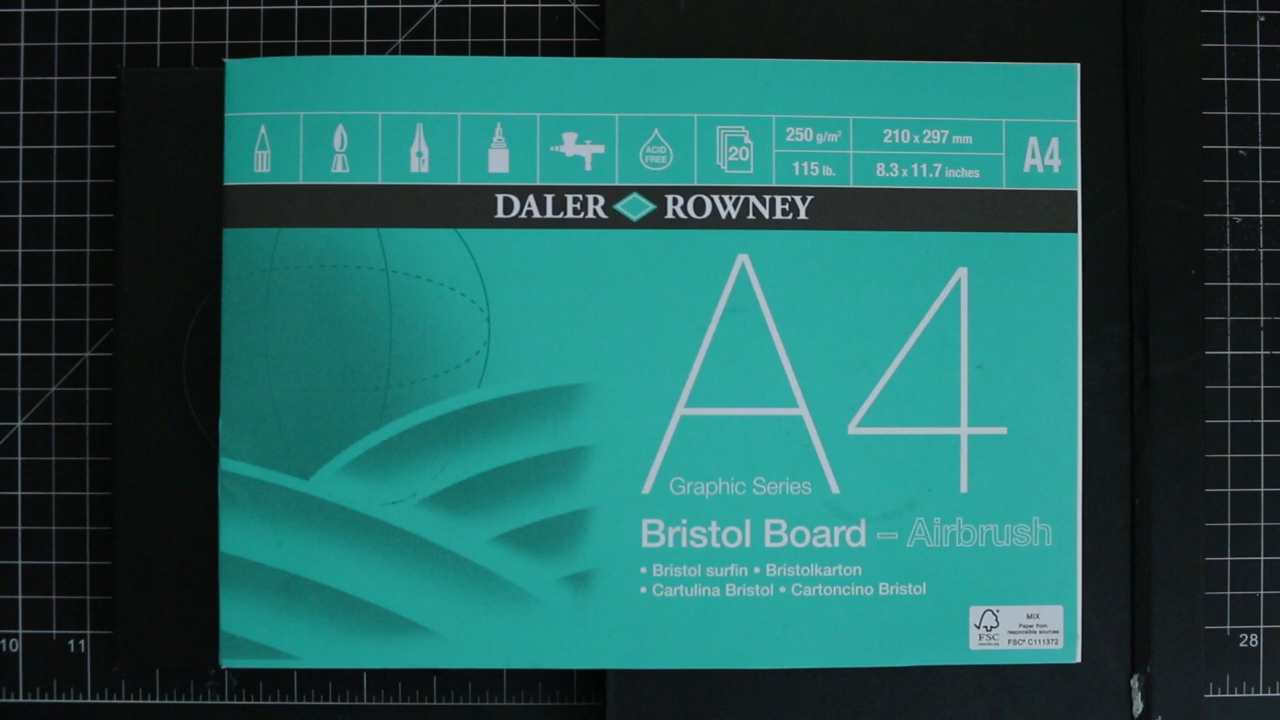 ACID
FREE
20
250 g/m²
115 lb.
210 x 297 mm
8.3 x 11.7 inches
A4
DALER ROWNEY
A4
Graphic Series
Bristol Board – Airbrush
• Bristol surfin • Bristolkarton
• Cartulina Bristol • Cartoncino Bristol
FSC
MIX
Paper from
responsible sources
FSC® C111372
10 11
28